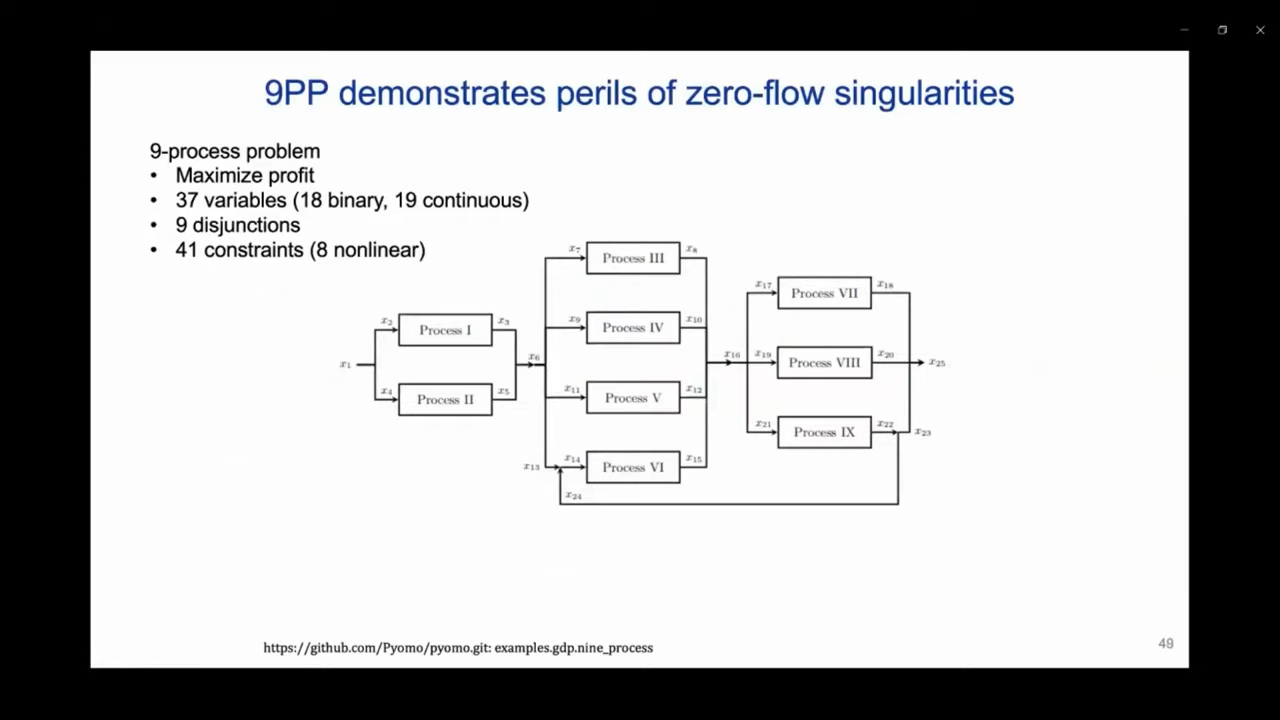 9PP demonstrates perils of zero-flow singularities
9-process problem
• Maximize profit
• 37 variables (18 binary, 19 continuous)
• 9 disjunctions
• 41 constraints (8 nonlinear)
x7 Process III x8
x17 Process VII x18
x2 Process I x3
x9 Process IV x10
x1
x6
x16 x19 Process VIII x20 x25
x4 Process II x5
x11 Process V x12
x21 Process IX x22 x23
x13 x14 Process VI x15
x24
https://github.com/Pyomo/pyomo.git: examples.gdp.nine_process
49